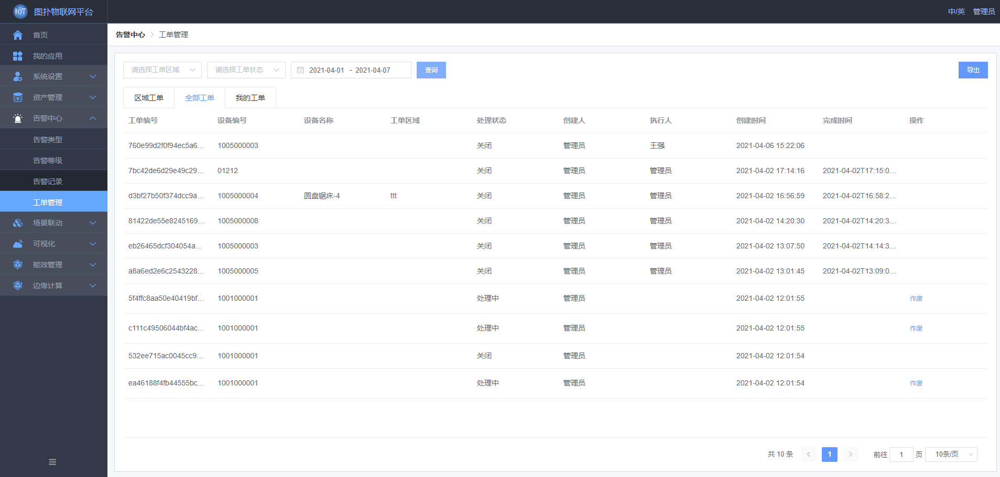 IoT 图扑物联网平台
中/英 管理员
首页
我的应用
系统设置
资产管理
告警中心
告警类型
告警等级
告警记录
工单管理
场景联动
可视化
能效管理
边缘计算
告警中心 工单管理
请选择工单区域 请选择工单状态 2021-04-01 - 2021-04-07 查询 导出
区域工单 全部工单 我的工单
工单编号 设备编号 设备名称 工单区域 处理状态 创建人 执行人 创建时间 完成时间 操作
760e99d2f0f94ec5a6... 1005000003 关闭 管理员 王强 2021-04-06 15:22:06
7bc42de6d29e49c29... 01212 关闭 管理员 管理员 2021-04-02 17:14:16 2021-04-02T17:15:0...
d3bf27b50f374dcc9a... 1005000004 圆盘锯床-4 ttt 关闭 管理员 管理员 2021-04-02 16:56:59 2021-04-02T16:58:2...
81422de55e8245169... 1005000008 关闭 管理员 管理员 2021-04-02 14:20:30 2021-04-02T14:20:3...
eb26465dcf304054a... 1005000003 关闭 管理员 管理员 2021-04-02 13:07:50 2021-04-02T14:14:3...
a8a6ed2e6c2543228... 1005000005 关闭 管理员 管理员 2021-04-02 13:01:45 2021-04-02T13:09:0...
5f4ffc8aa50e40419bf... 1001000001 处理中 管理员 2021-04-02 12:01:55 作废
c111c49506044bf4ac... 1001000001 处理中 管理员 2021-04-02 12:01:55 作废
532ee715ac0045cc9... 1001000001 关闭 管理员 2021-04-02 12:01:54
ea46188f4fb44555bc... 1001000001 处理中 管理员 2021-04-02 12:01:54 作废
共 10 条 1 前往 1 页 10条/页